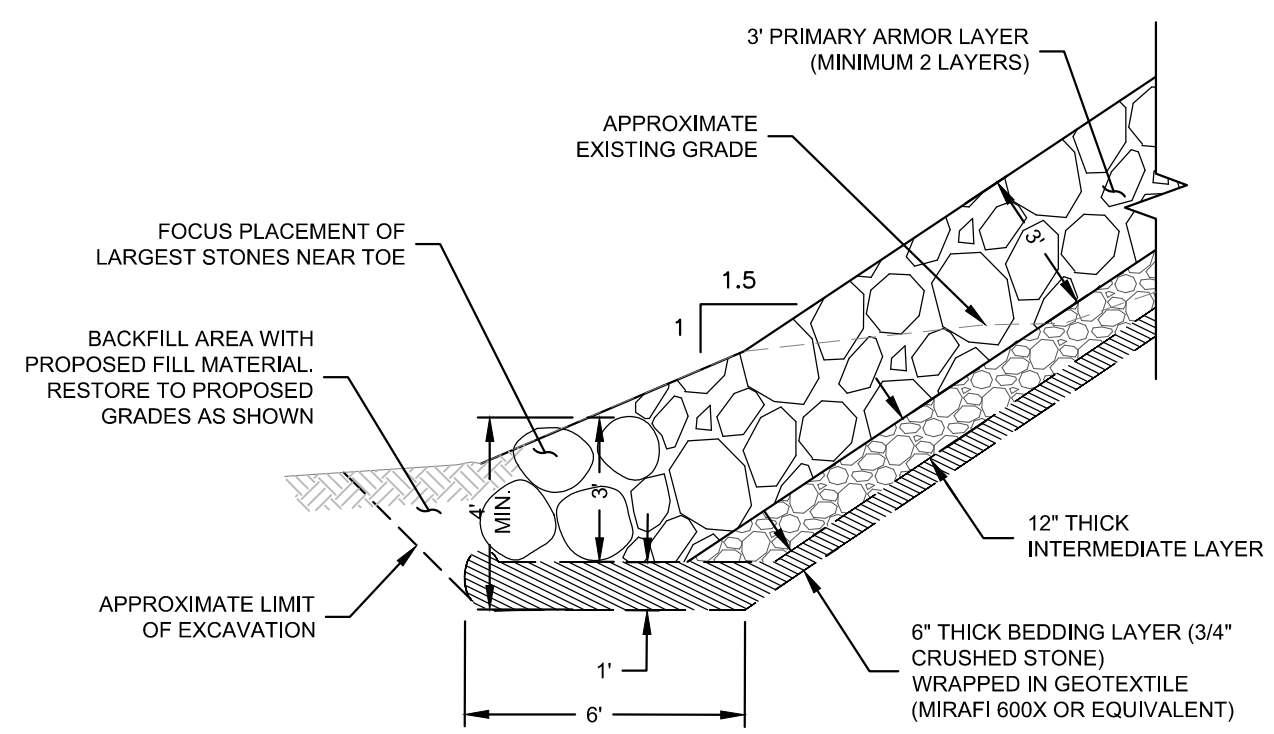 3' PRIMARY ARMOR LAYER
(MINIMUM 2 LAYERS)
APPROXIMATE
EXISTING GRADE
FOCUS PLACEMENT OF
LARGEST STONES NEAR TOE
3'
1.5
1
BACKFILL AREA WITH
PROPOSED FILL MATERIAL.
RESTORE TO PROPOSED
GRADES AS SHOWN
4'
MIN.
3'
12" THICK
INTERMEDIATE LAYER
APPROXIMATE LIMIT
OF EXCAVATION
6" THICK BEDDING LAYER (3/4"
CRUSHED STONE)
WRAPPED IN GEOTEXTILE
(MIRAFI 600X OR EQUIVALENT)
1'
6'